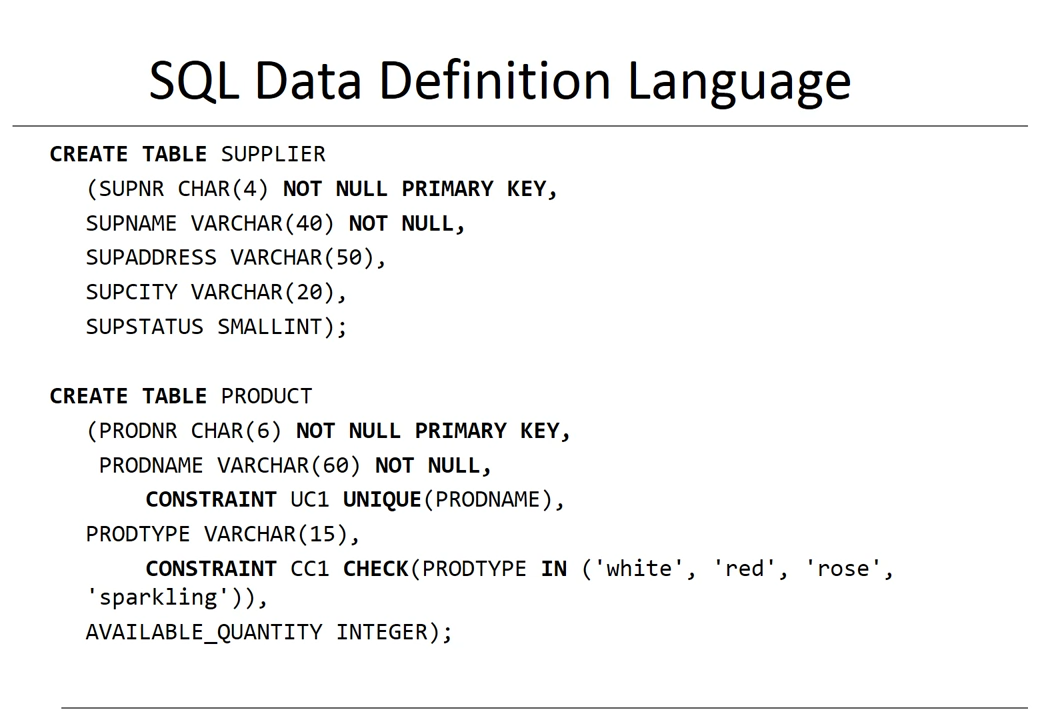 SQL Data Definition Language
CREATE TABLE SUPPLIER
(SUPNR CHAR(4) NOT NULL PRIMARY KEY,
SUPNAME VARCHAR(40) NOT NULL,
SUPADDRESS VARCHAR(50),
SUPCITY VARCHAR(20),
SUPSTATUS SMALLINT);
CREATE TABLE PRODUCT
(PRODNR CHAR(6) NOT NULL PRIMARY KEY,
PRODNAME VARCHAR(60) NOT NULL,
CONSTRAINT UC1 UNIQUE(PRODNAME),
PRODTYPE VARCHAR(15),
CONSTRAINT CC1 CHECK(PRODTYPE IN ('white', 'red', 'rose',
'sparkling')),
AVAILABLE_QUANTITY INTEGER);